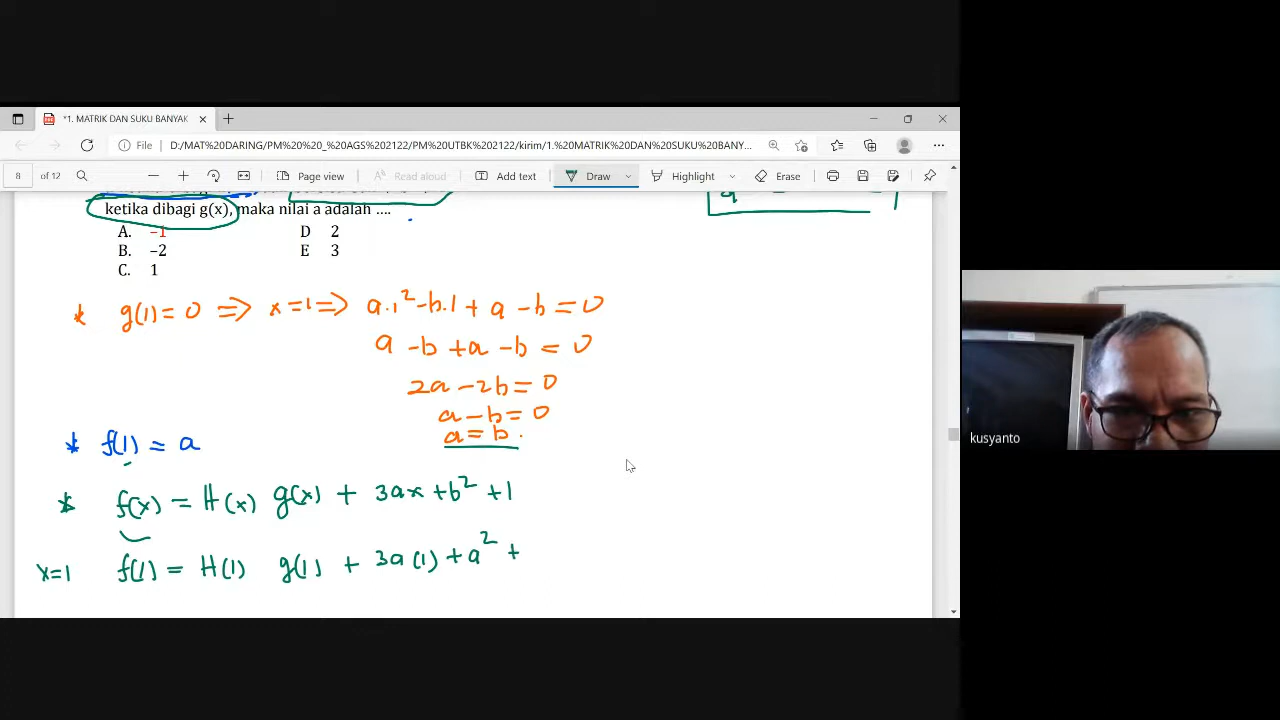 *1. MATRIK DAN SUKU BANYAK
File D:/MAT%20DARING/PM%20%20_%20AGS%202122/PM%20UTBK%202122/kirim/1.%20MATRIK%20DAN%20SUKU%20BANY...
8 of 12 Page view Read aloud Add text Draw Highlight Erase
ketika dibagi g(x), maka nilai a adalah ....
A. –1 D 2
B. –2 E 3
C. 1
* g(1) = 0 => x = 1 => a.1² - b.1 + a - b = 0
a - b + a - b = 0
2a - 2b = 0
a - b = 0
a = b .
* f(1) = a
* f(x) = H(x) g(x) + 3ax + b² + 1
x=1 f(1) = H(1) g(1) + 3a(1) + a² +
kusyanto